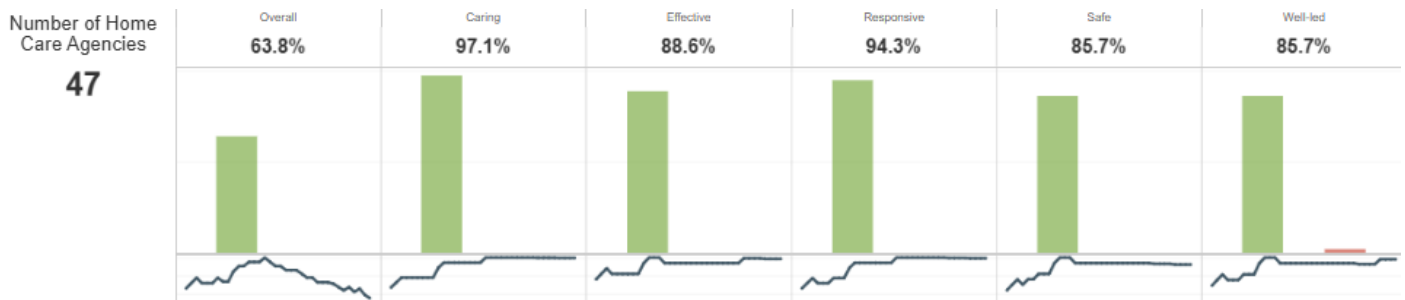 Number of Home
Care Agencies
47
Overall
63.8%
Caring
97.1%
Effective
88.6%
Responsive
94.3%
Safe
85.7%
Well-led
85.7%